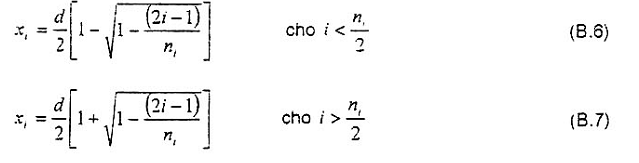 x_i = d/2 [1 − √(1 − (2i−1)/n_i)] cho i < n_i/2 (B.6)
x_i = d/2 [1 + √(1 − (2i−1)/n_i)] cho i > n_i/2 (B.7)